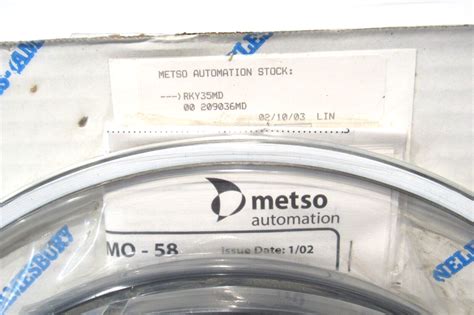 METSO AUTOMATION STOCK:
--->RKY35MD
00 209036MD
02/10/03 LIN
metso
automation
MO - 58
Issue Date: 1/02